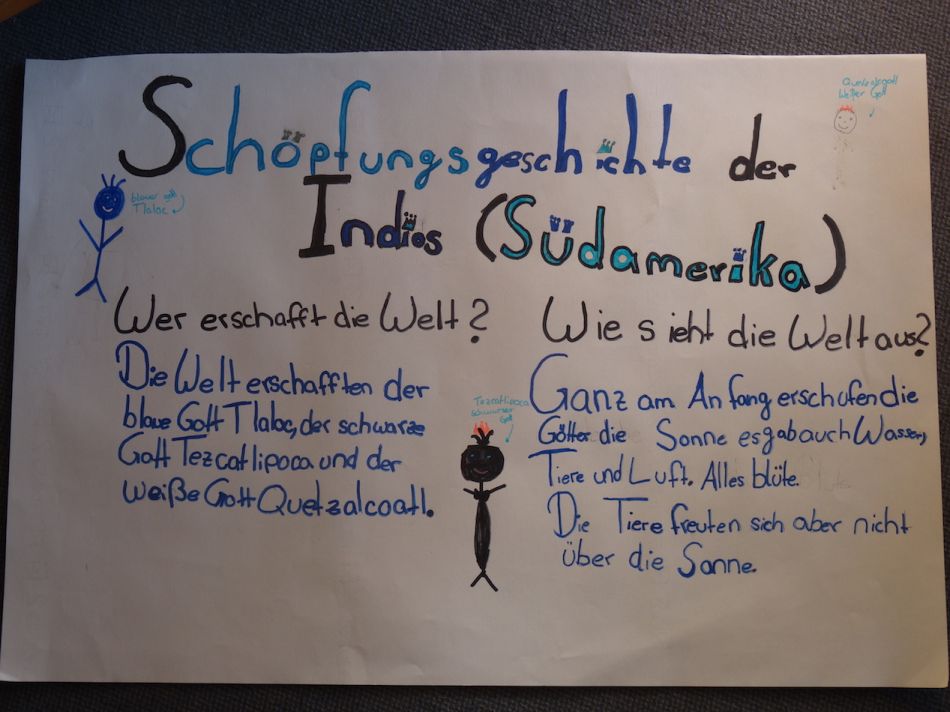 Schöpfungsgeschichte der
Indios (Südamerika)
weißer Gott
blauer Gott
Tlaloc
Wer erschafft die Welt?
Die Welt erschafften der
blaue Gott Tlaloc, der schwarze
Gott Tezcatlipoca und der
weiße Gott Quetzalcoatl.
Tezcatlipoca
schwarzer
Gott
Wie sieht die Welt aus?
Ganz am Anfang erschufen die
Götter die Sonne es gab auch Wasser,
Tiere und Luft. Alles blüte.
Die Tiere freuten sich aber nicht
über die Sonne.